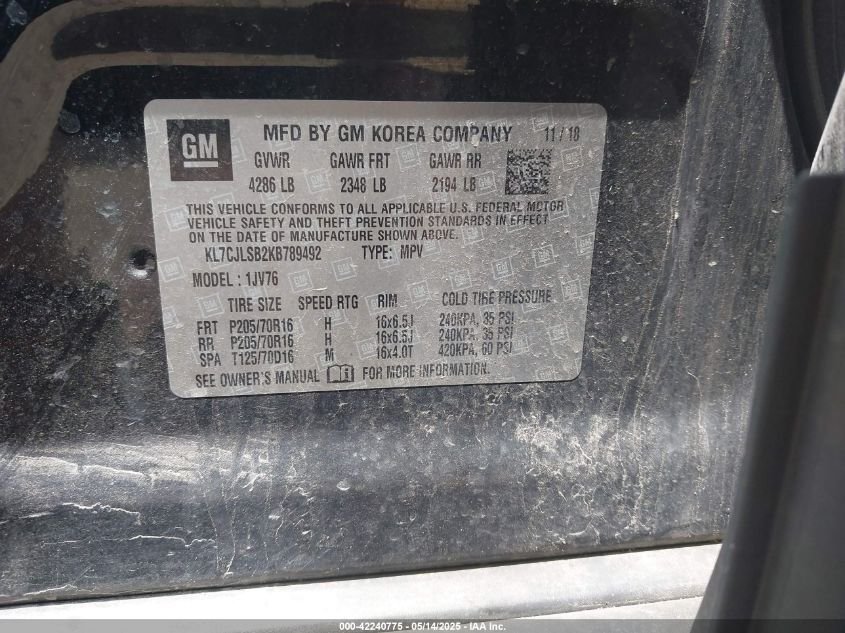 GM MFD BY GM KOREA COMPANY 11/18
GVWR GAWR FRT GAWR RR
4286 LB 2348 LB 2194 LB
THIS VEHICLE CONFORMS TO ALL APPLICABLE U.S. FEDERAL MOTOR
VEHICLE SAFETY AND THEFT PREVENTION STANDARDS IN EFFECT
ON THE DATE OF MANUFACTURE SHOWN ABOVE.
KL7CJLSB2KB789492 TYPE: MPV
MODEL: 1JV76
TIRE SIZE SPEED RTG RIM COLD TIRE PRESSURE
FRT P205/70R16 H 16x6.5J 240KPA, 35 PSI
RR P205/70R16 H 16x6.5J 240KPA, 35 PSI
SPA T125/70D16 M 16x4.0T 420KPA, 60 PSI
SEE OWNER'S MANUAL FOR MORE INFORMATION.
000-42240775 - 05/14/2025 - IAA Inc.